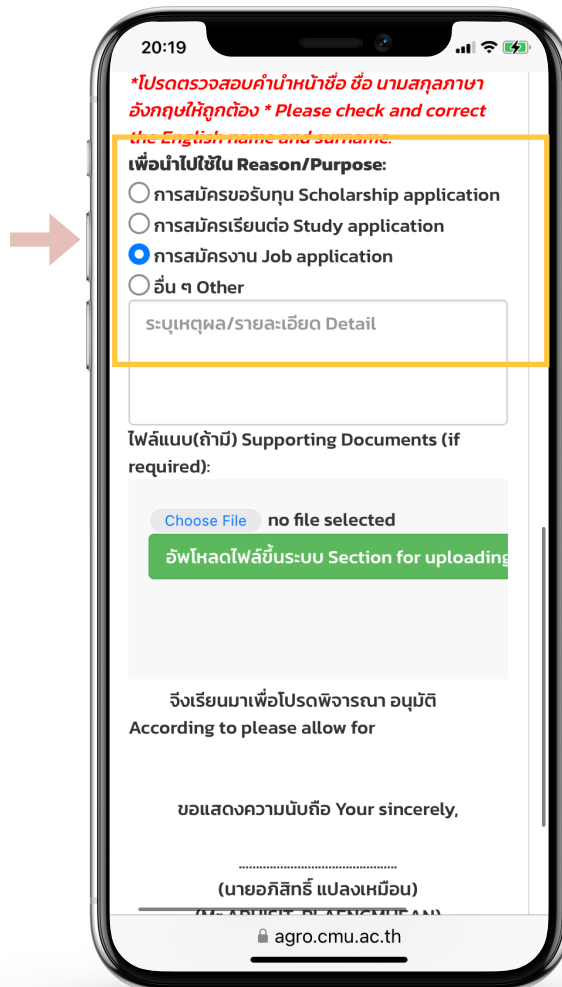 20:19
*โปรดตรวจสอบคำนำหน้าชื่อ ชื่อ นามสกุลภาษา
อังกฤษให้ถูกต้อง * Please check and correct
the English name and surname.
เพื่อนำไปใช้ใน Reason/Purpose:
การสมัครขอรับทุน Scholarship application
การสมัครเรียนต่อ Study application
การสมัครงาน Job application
อื่น ๆ Other
ระบุเหตุผล/รายละเอียด Detail
ไฟล์แนบ(ถ้ามี) Supporting Documents (if
required):
Choose File no file selected
อัพโหลดไฟล์ขึ้นระบบ Section for uploading
จึงเรียนมาเพื่อโปรดพิจารณา อนุมัติ
According to please allow for
ขอแสดงความนับถือ Your sincerely,
............................................
(นายอภิสิทธิ์ แปลงเหมือน)
(Mr.APHISIT PLAENGMUEAN)
agro.cmu.ac.th